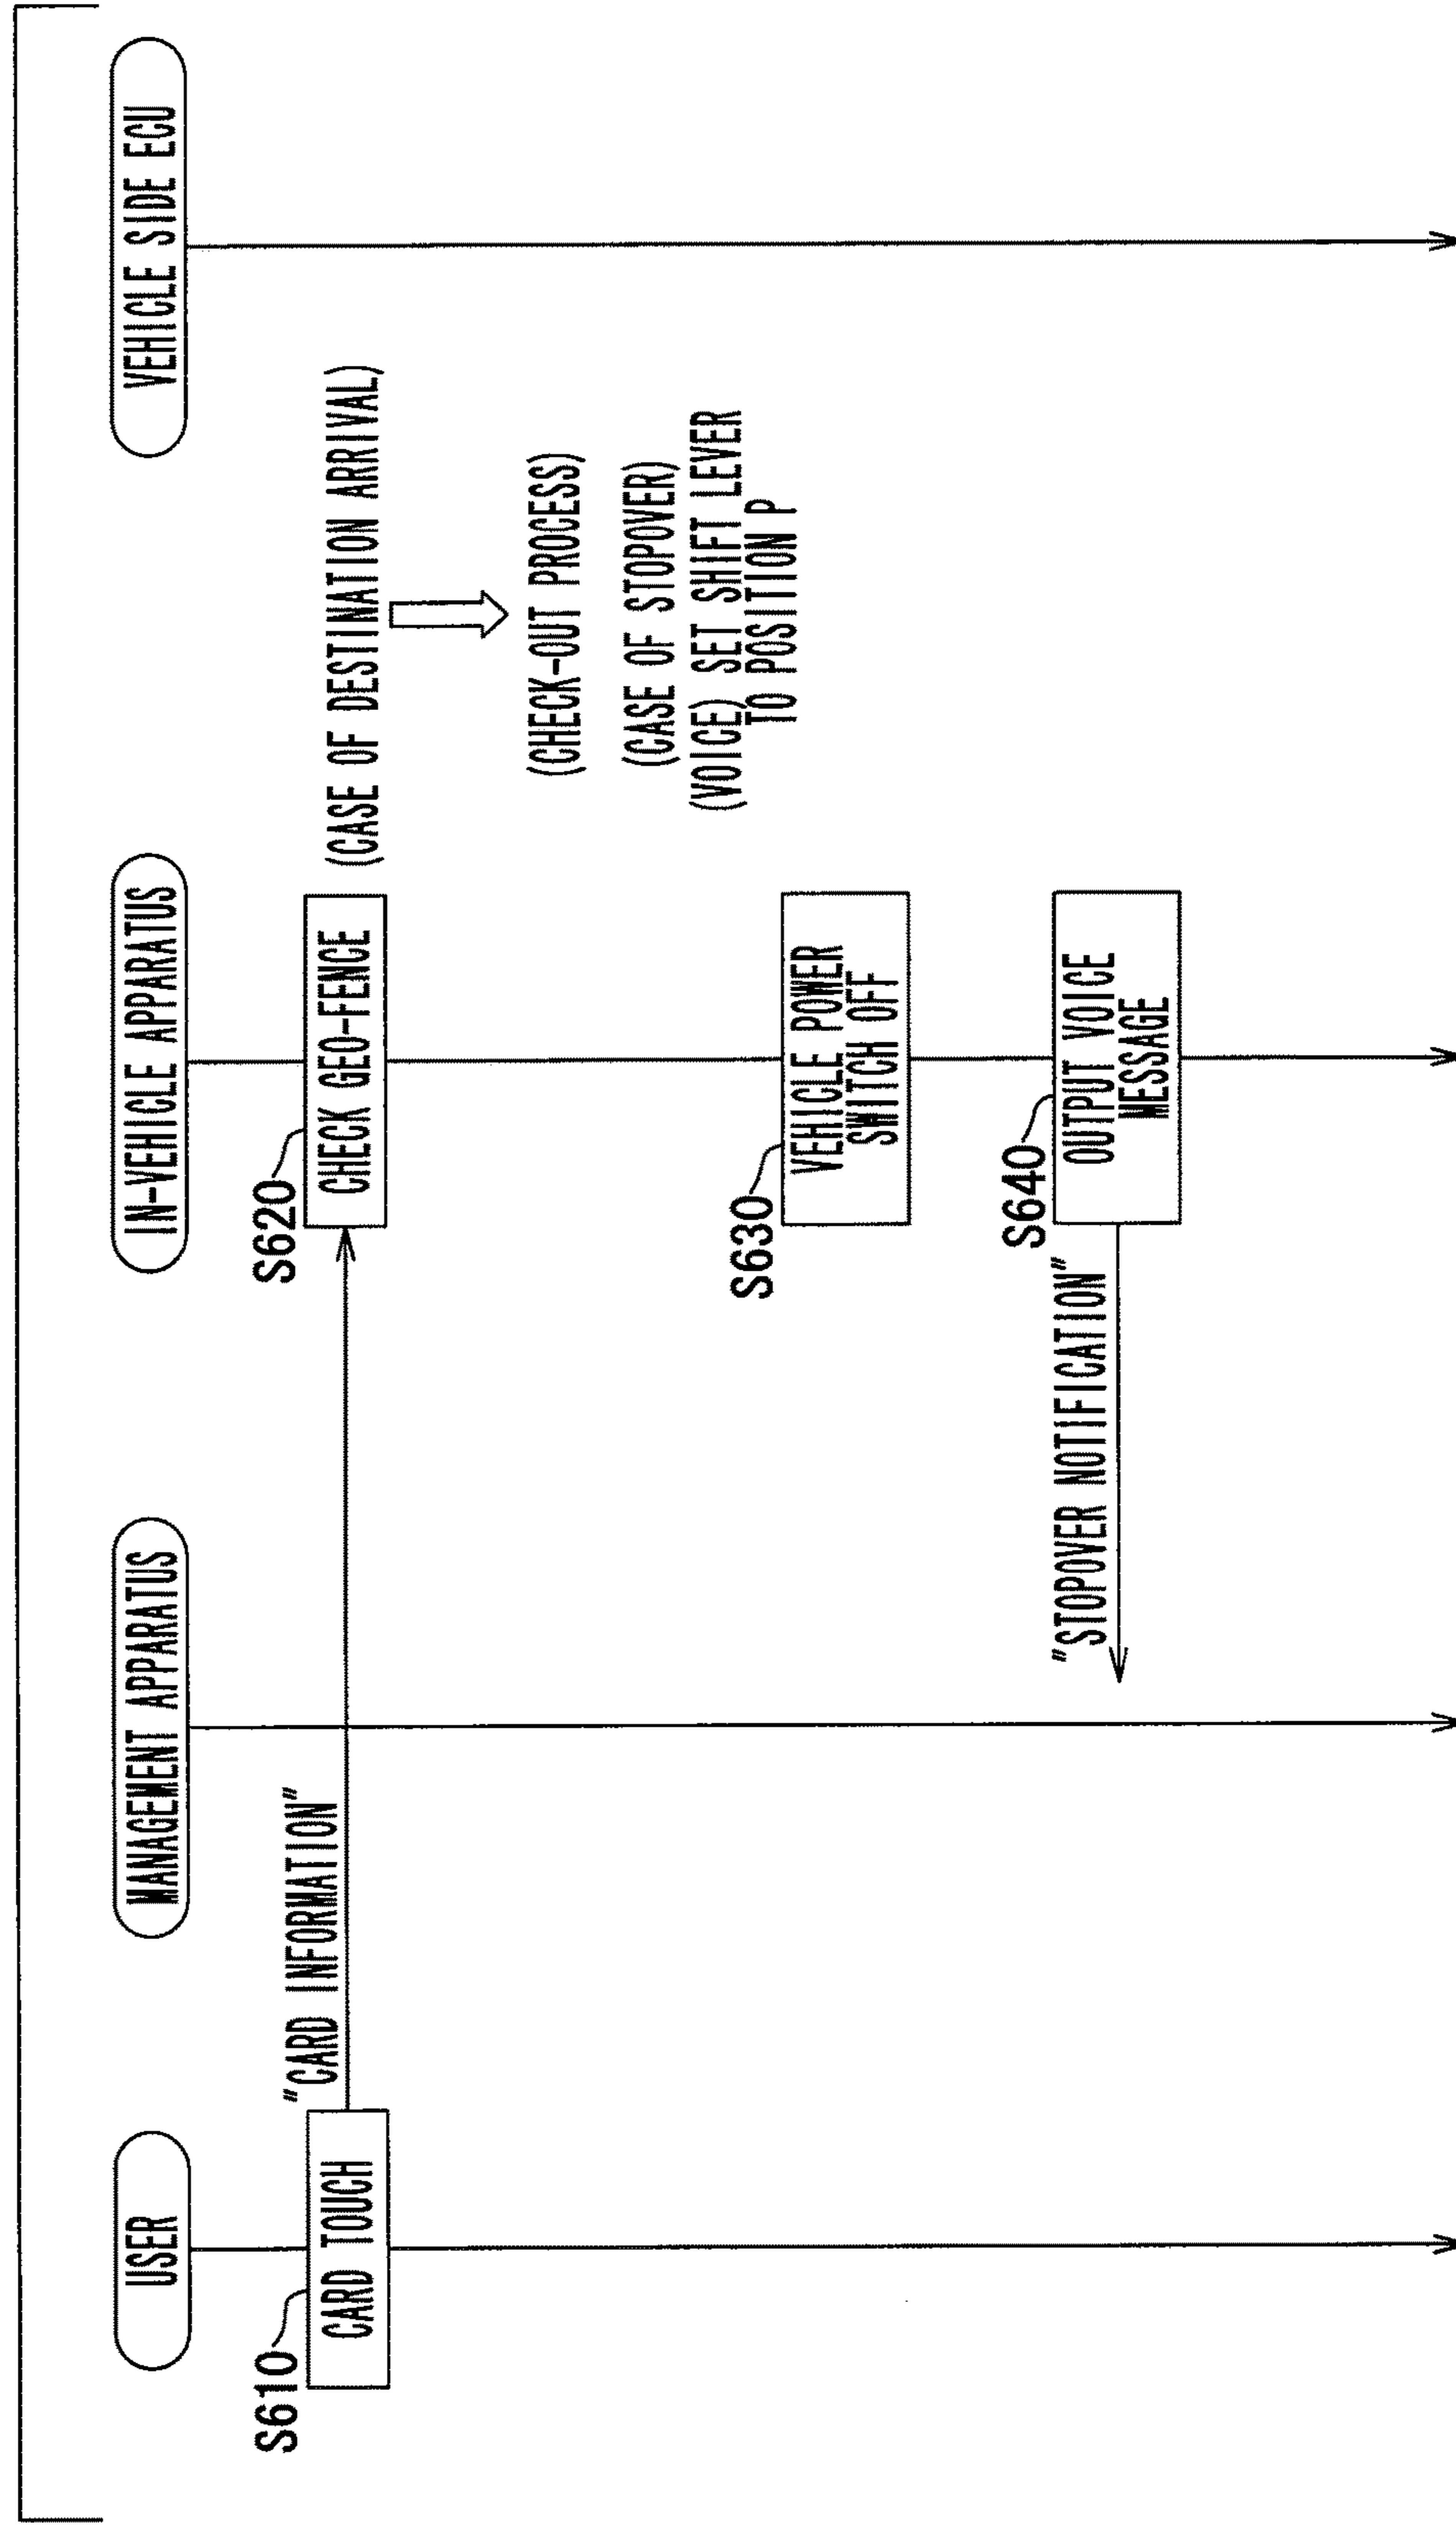 USER
MANAGEMENT APPARATUS
IN-VEHICLE APPARATUS
VEHICLE SIDE ECU
S610
CARD TOUCH
"CARD INFORMATION"
S620
CHECK GEO-FENCE
(CASE OF DESTINATION ARRIVAL)
(CHECK-OUT PROCESS)
(CASE OF STOPOVER)
(VOICE) SET SHIFT LEVER
TO POSITION P
S630
VEHICLE POWER
SWITCH OFF
S640
OUTPUT VOICE
MESSAGE
"STOPOVER NOTIFICATION"